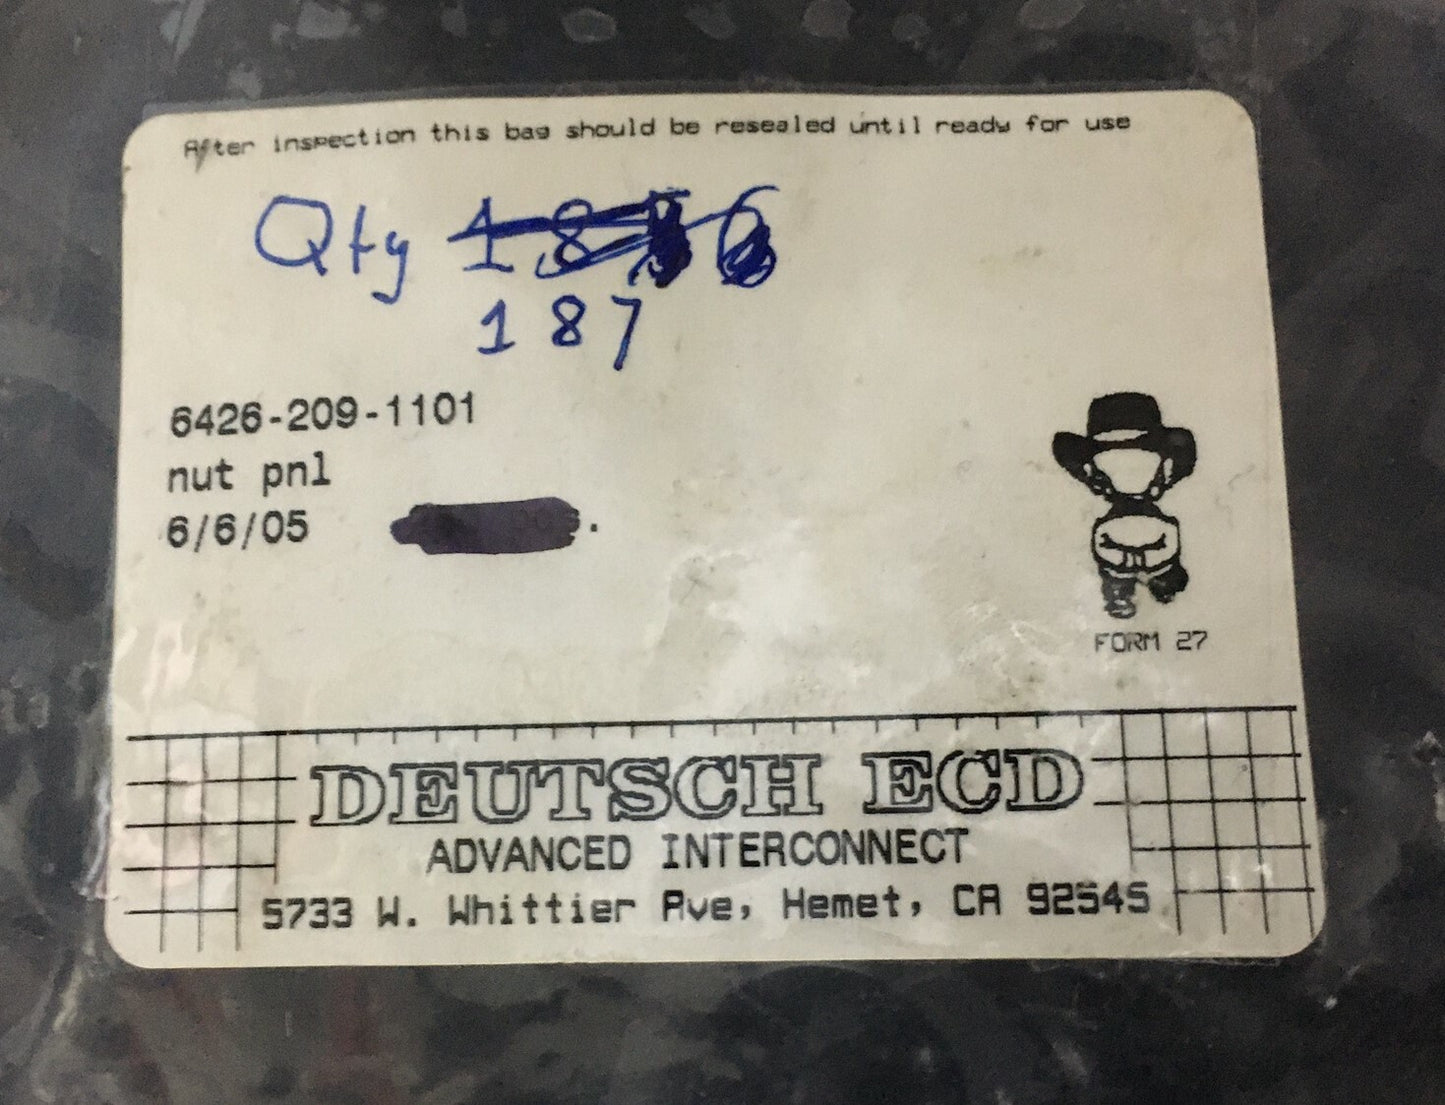 After inspection this bag should be resealed until ready for use
Qty
187
6426-209-1101
nut pnl
6/6/05
FORM 27
DEUTSCH ECD
ADVANCED INTERCONNECT
5733 W. Whittier Ave, Hemet, CA 92545